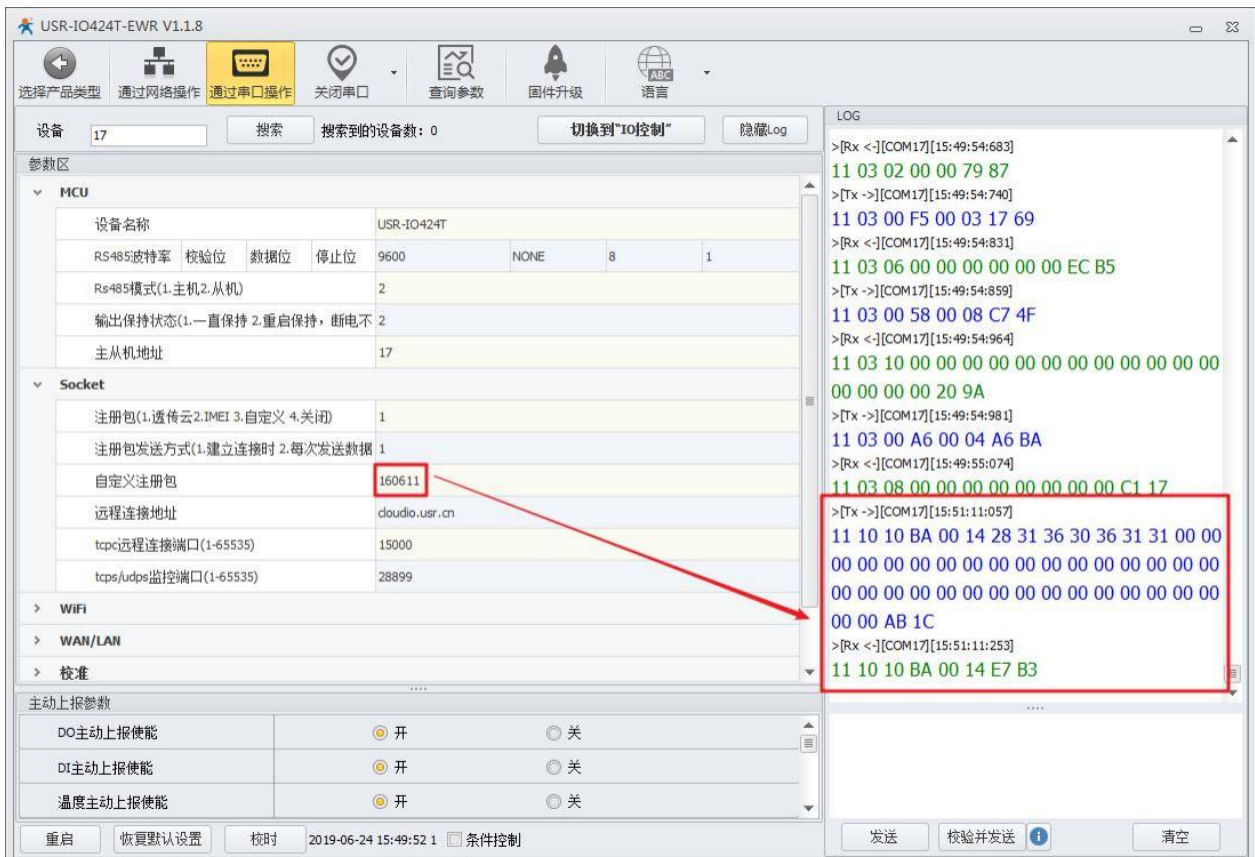 USR-IO424T-EWR V1.1.8
选择产品类型 通过网络操作 通过串口操作 关闭串口 查询参数 固件升级 ABC 语言
设备 17 搜索 搜索到的设备数: 0 切换到"IO控制" 隐藏Log
参数区
MCU
设备名称 USR-IO424T
RS485波特率 校验位 数据位 停止位 9600 NONE 8 1
Rs485模式(1.主机2.从机) 2
输出保持状态(1.一直保持 2.重启保持，断电不 2
主从机地址 17
Socket
注册包(1.透传云2.IMEI 3.自定义 4.关闭) 1
注册包发送方式(1.建立连接时 2.每次发送数据 1
自定义注册包 160611
远程连接地址 cloudio.usr.cn
tcpc远程连接端口(1-65535) 15000
tcps/udps监控端口(1-65535) 28899
WiFi
WAN/LAN
校准
主动上报参数
DO主动上报使能 开 关
DI主动上报使能 开 关
温度主动上报使能 开 关
重启 恢复默认设置 校时 2019-06-24 15:49:52 1 条件控制
LOG
>[Rx <-][COM17][15:49:54:683]
11 03 02 00 00 79 87
>[Tx ->][COM17][15:49:54:740]
11 03 00 F5 00 03 17 69
>[Rx <-][COM17][15:49:54:831]
11 03 06 00 00 00 00 00 00 EC B5
>[Tx ->][COM17][15:49:54:859]
11 03 00 58 00 08 C7 4F
>[Rx <-][COM17][15:49:54:964]
11 03 10 00 00 00 00 00 00 00 00 00 00 00 00
00 00 00 00 20 9A
>[Tx ->][COM17][15:49:54:981]
11 03 00 A6 00 04 A6 BA
>[Rx <-][COM17][15:49:55:074]
11 03 08 00 00 00 00 00 00 00 00 C1 17
>[Tx ->][COM17][15:51:11:057]
11 10 10 BA 00 14 28 31 36 30 36 31 31 00 00
00 00 00 00 00 00 00 00 00 00 00 00 00 00 00
00 00 00 00 00 00 00 00 00 00 00 00 00 00 00
00 00 AB 1C
>[Rx <-][COM17][15:51:11:253]
11 10 10 BA 00 14 E7 B3
发送 校验并发送 清空